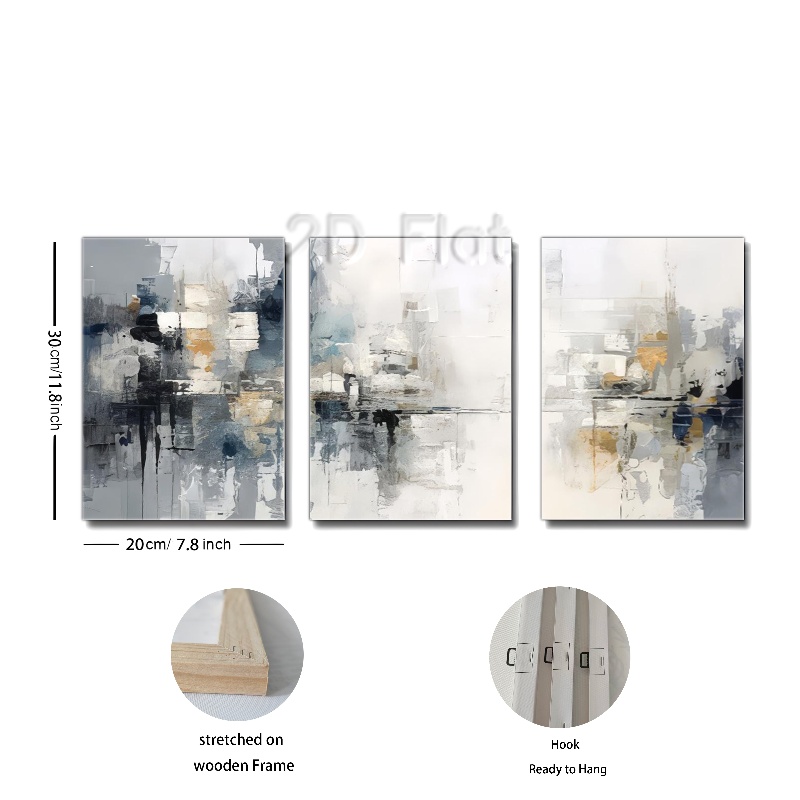 2D Flat
30cm/11.8inch
20cm/ 7.8 inch
stretched on
wooden Frame
Hook
Ready to Hang